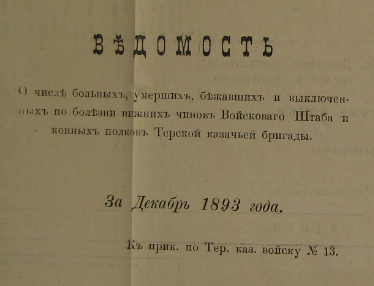 ВѢДОМОСТЬ
О числѣ больныхъ, умершихъ, бѣжавшихъ и выключен-
ныхъ по болѣзни нижнихъ чиновъ Войсковаго Штаба и
конныхъ полковъ Терской казачьей бригады.
За Декабрь 1893 года.
Къ прик. по Тер. каз. войску № 13.